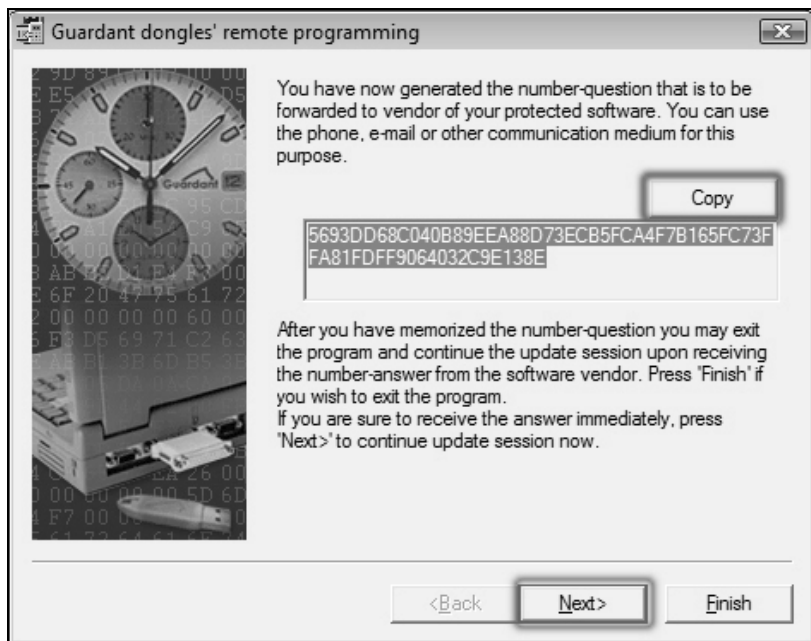 Guardant dongles' remote programming
You have now generated the number-question that is to be
forwarded to vendor of your protected software. You can use
the phone, e-mail or other communication medium for this
purpose.
Copy
5693DD68C040B89EEA88D73ECB5FCA4F7B165FC73F
FA81FDFF9064032C9E138E
After you have memorized the number-question you may exit
the program and continue the update session upon receiving
the number-answer from the software vendor. Press 'Finish' if
you wish to exit the program.
If you are sure to receive the answer immediately, press
'Next>' to continue update session now.
<Back
Next>
Finish
Guardant 12